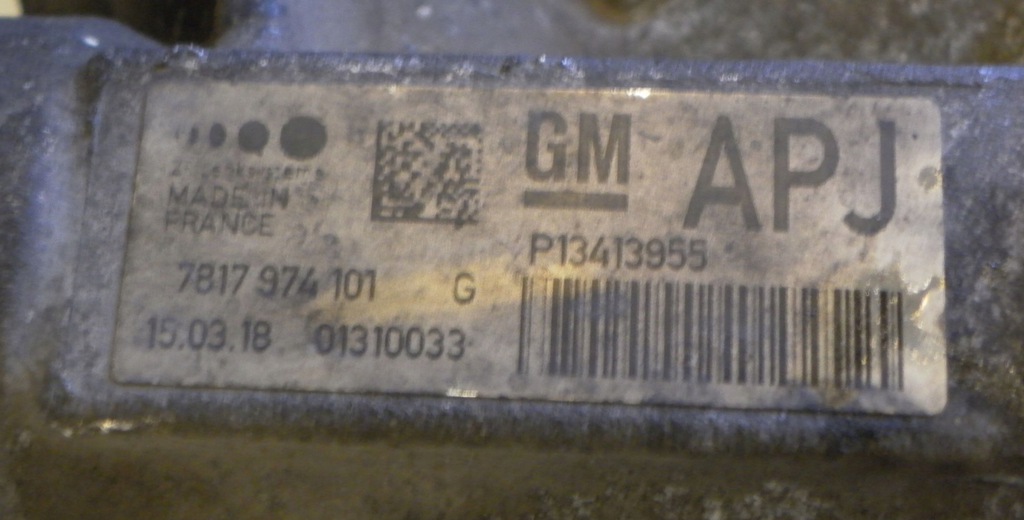 MADE IN
FRANCE
7817 974 101 G
15.03.18 01310033
GM APJ
P13413955